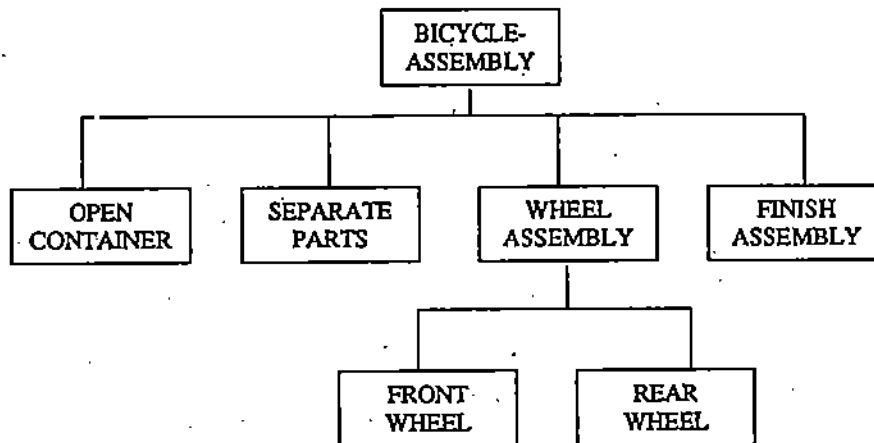 BICYCLE-
ASSEMBLY
OPEN
CONTAINER
SEPARATE
PARTS
WHEEL
ASSEMBLY
FINISH
ASSEMBLY
FRONT
WHEEL
REAR
WHEEL